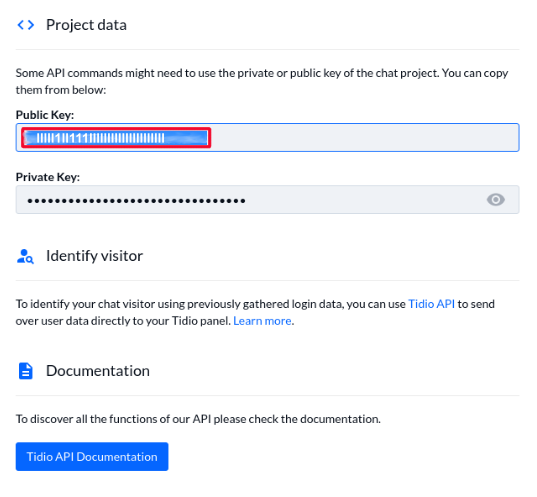 Project data
Some API commands might need to use the private or public key of the chat project. You can copy
them from below:
Public Key:
Private Key:
••••••••••••••••••••••••••••••••
Identify visitor
To identify your chat visitor using previously gathered login data, you can use Tidio API to send
over user data directly to your Tidio panel. Learn more.
Documentation
To discover all the functions of our API please check the documentation.
Tidio API Documentation